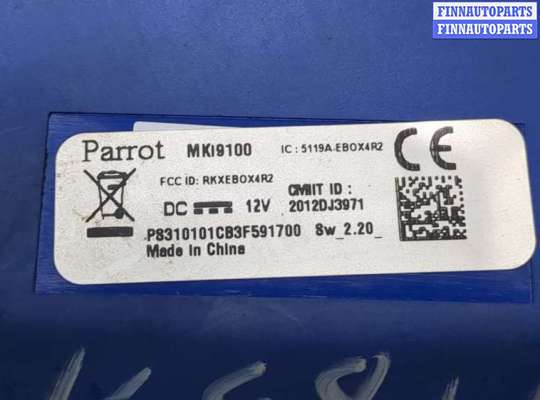 FINNAUTOPARTS
FINNAUTOPARTS
Parrot MKI9100 IC : 5119A-EBOX4R2
FCC ID: RKXEBOX4R2
DC 12V
CMIIT ID :
2012DJ3971
P8310101CB3F591700 Sw_2.20_
Made in China
CE